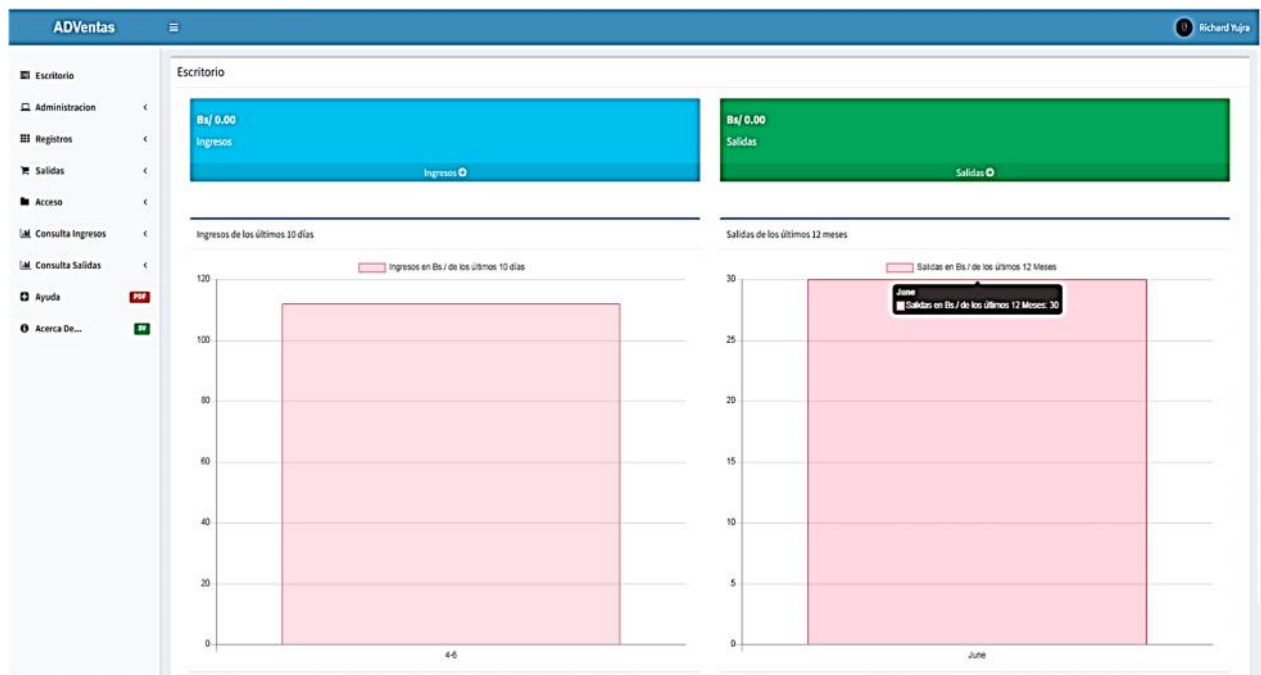 ADVentas
Richard Yujra
Escritorio
Administracion
Registros
Salidas
Acceso
Consulta Ingresos
Consulta Salidas
Ayuda PDF
Acerca De...
Escritorio
Bs/ 0.00
Ingresos
Ingresos
Bs/ 0.00
Salidas
Salidas
Ingresos de los últimos 10 días
Ingresos en Bs./ de los últimos 10 días
120
100
80
60
40
20
0
4-6
Salidas de los últimos 12 meses
Salidas en Bs./ de los últimos 12 Meses
June
Salidas en Bs./ de los últimos 12 Meses: 30
30
25
20
15
10
5
0
June